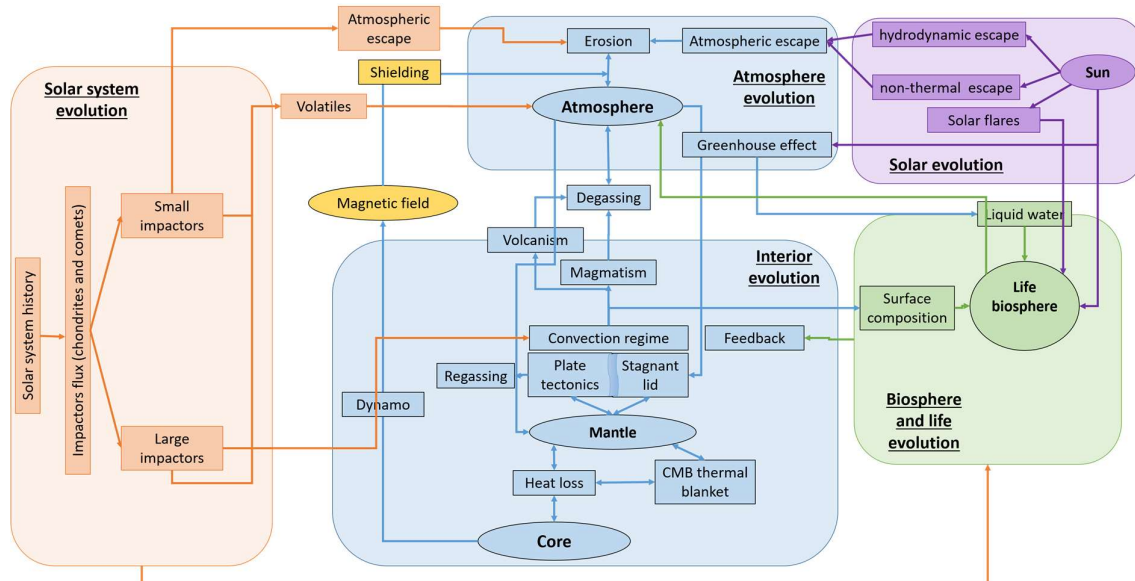 Solar system
evolution
Solar system history
Impactors flux (chondrites and comets)
Small
impactors
Large
impactors
Atmospheric
escape
Shielding
Volatiles
Magnetic field
Dynamo
Erosion
Atmospheric escape
Atmosphere
evolution
Atmosphere
Greenhouse effect
Degassing
Volcanism
Magmatism
Interior
evolution
Convection regime
Feedback
Regassing
Plate
tectonics
Stagnant
lid
Mantle
Heat loss
CMB thermal
blanket
Core
hydrodynamic escape
Sun
non-thermal escape
Solar flares
Solar evolution
Liquid water
Surface
composition
Life
biosphere
Biosphere
and life
evolution